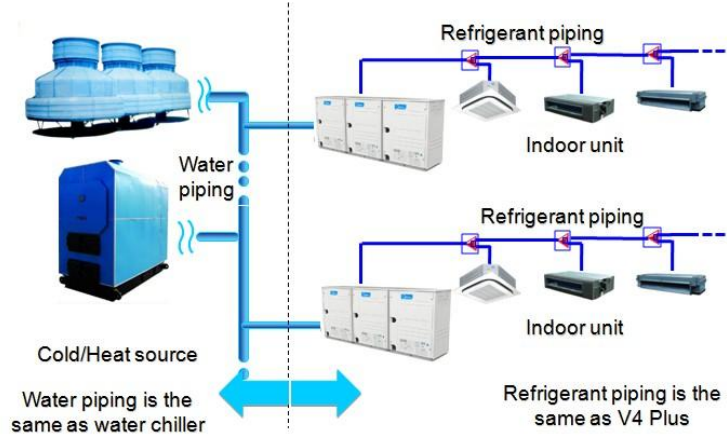 Refrigerant piping
Indoor unit
Water
piping
Refrigerant piping
Indoor unit
Cold/Heat source
Water piping is the
same as water chiller
Refrigerant piping is the
same as V4 Plus